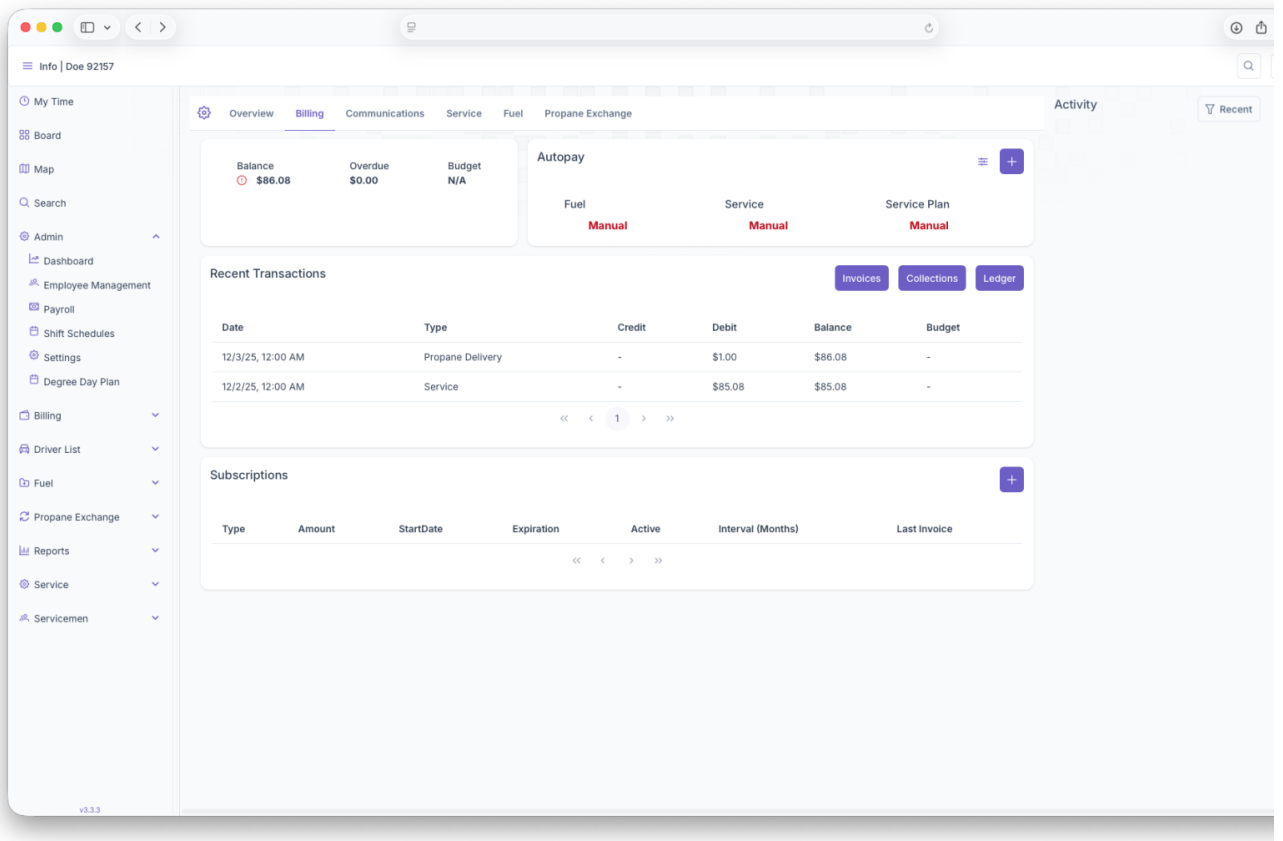 Info | Doe 92157
My Time
Board
Map
Search
Admin
Dashboard
Employee Management
Payroll
Shift Schedules
Settings
Degree Day Plan
Billing
Driver List
Fuel
Propane Exchange
Reports
Service
Servicemen
v3.3.3
Overview Billing Communications Service Fuel Propane Exchange
Balance Overdue Budget
$86.08 $0.00 N/A
Autopay
Fuel Service Service Plan
Manual Manual Manual
Recent Transactions Invoices Collections Ledger
Date Type Credit Debit Balance Budget
12/3/25, 12:00 AM Propane Delivery - $1.00 $86.08 -
12/2/25, 12:00 AM Service - $85.08 $85.08 -
1
Subscriptions
Type Amount StartDate Expiration Active Interval (Months) Last Invoice
Activity Recent